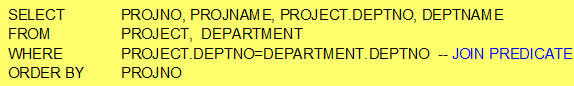 SELECT PROJNO, PROJNAME, PROJECT.DEPTNO, DEPTNAME
FROM PROJECT, DEPARTMENT
WHERE PROJECT.DEPTNO=DEPARTMENT.DEPTNO -- JOIN PREDICATE
ORDER BY PROJNO